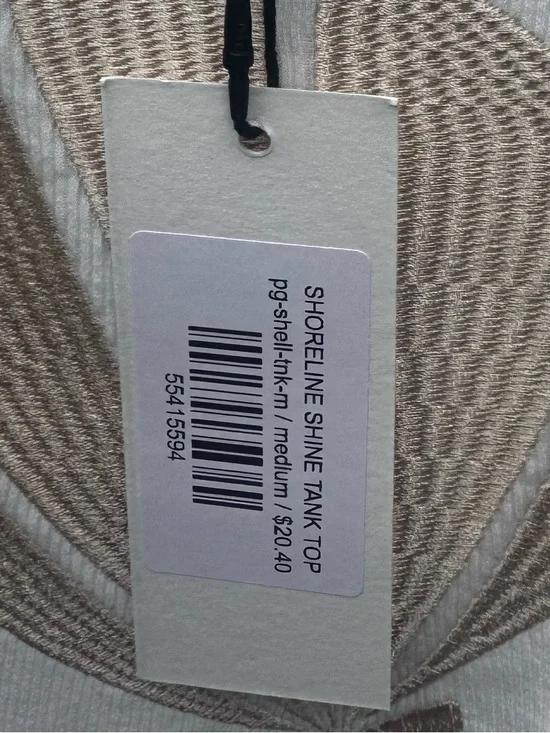 SHORELINE SHINE TANK TOP
pg-shell-tnk-m / medium / $20.40
55415594